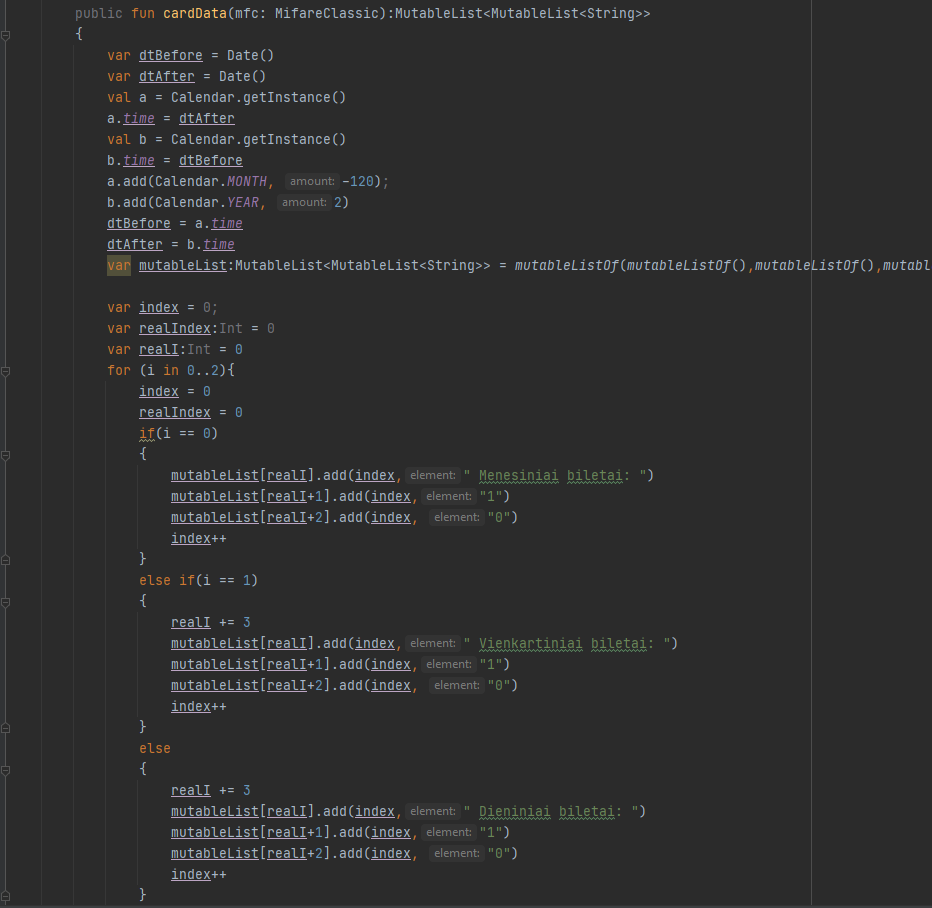 public fun cardData(mfc: MifareClassic):MutableList<MutableList<String>>
{
var dtBefore = Date()
var dtAfter = Date()
val a = Calendar.getInstance()
a.time = dtAfter
val b = Calendar.getInstance()
b.time = dtBefore
a.add(Calendar.MONTH, amount: -120);
b.add(Calendar.YEAR, amount: 2)
dtBefore = a.time
dtAfter = b.time
var mutableList:MutableList<MutableList<String>> = mutableListOf(mutableListOf(),mutableListOf(),mutabl
var index = 0;
var realIndex:Int = 0
var realI:Int = 0
for (i in 0..2){
index = 0
realIndex = 0
if(i == 0)
{
mutableList[realI].add(index, element: " Menesiniai biletai: ")
mutableList[realI+1].add(index, element: "1")
mutableList[realI+2].add(index, element: "0")
index++
}
else if(i == 1)
{
realI += 3
mutableList[realI].add(index, element: " Vienkartiniai biletai: ")
mutableList[realI+1].add(index, element: "1")
mutableList[realI+2].add(index, element: "0")
index++
}
else
{
realI += 3
mutableList[realI].add(index, element: " Dieniniai biletai: ")
mutableList[realI+1].add(index, element: "1")
mutableList[realI+2].add(index, element: "0")
index++
}